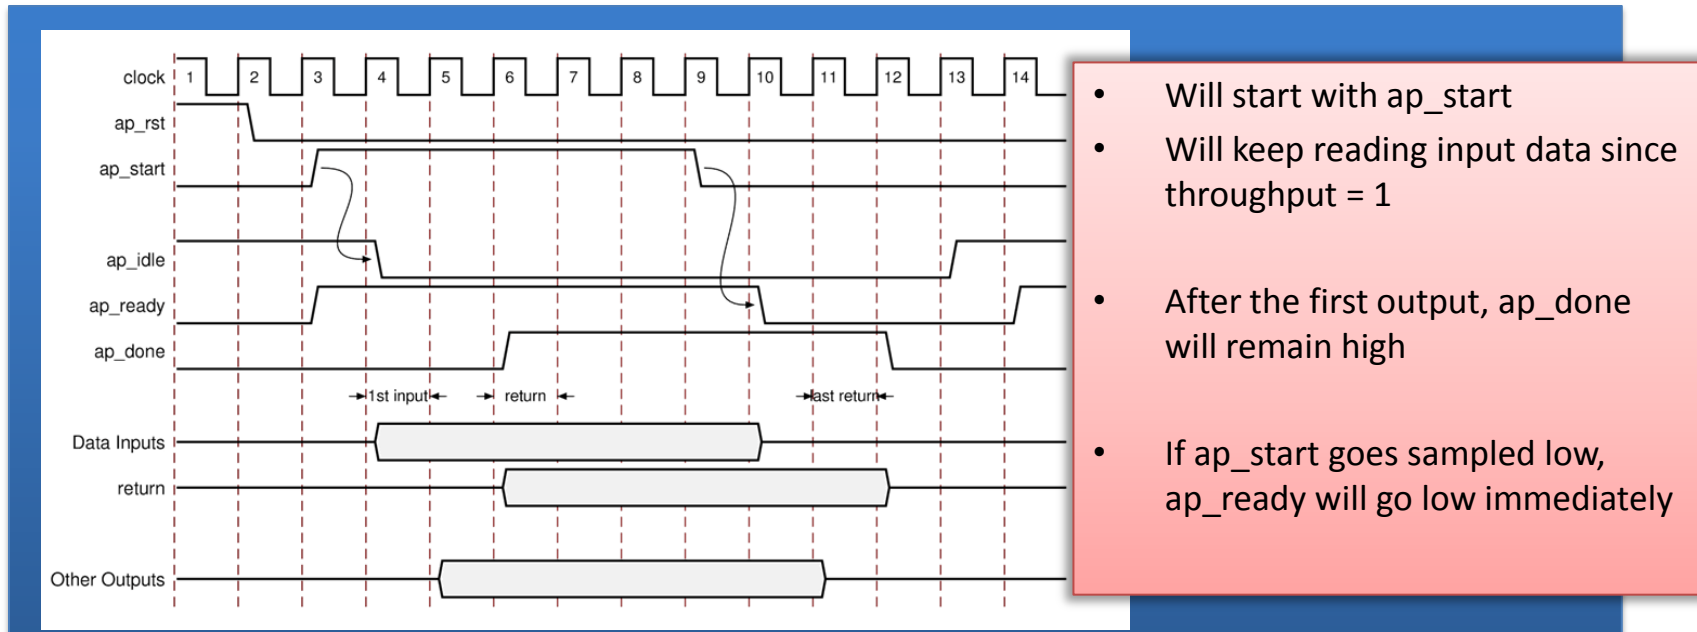 clock 1 2 3 4 5 6 7 8 9 10 11 12 13 14
ap_rst
ap_start
ap_idle
ap_ready
ap_done
1st input return last return
Data Inputs
return
Other Outputs
• Will start with ap_start
• Will keep reading input data since
throughput = 1
• After the first output, ap_done
will remain high
• If ap_start goes sampled low,
ap_ready will go low immediately